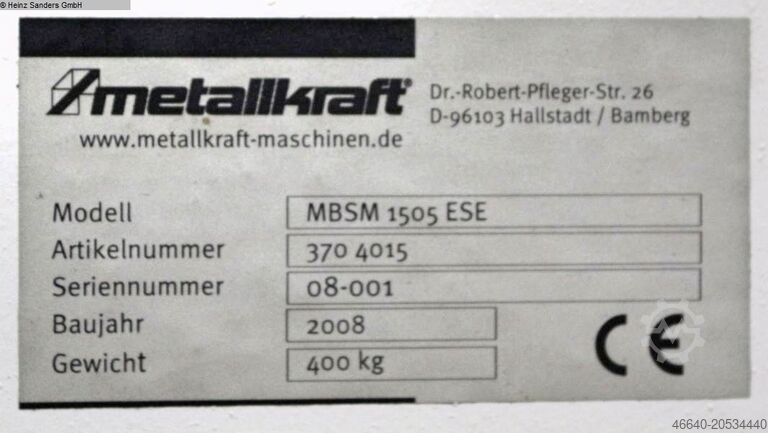 ® Heinz Sanders GmbH
metallkraft®
www.metallkraft-maschinen.de
Dr.-Robert-Pfleger-Str. 26
D-96103 Hallstadt / Bamberg
Modell MBSM 1505 ESE
Artikelnummer 370 4015
Seriennummer 08-001
Baujahr 2008
Gewicht 400 kg
CE
46640-20534440